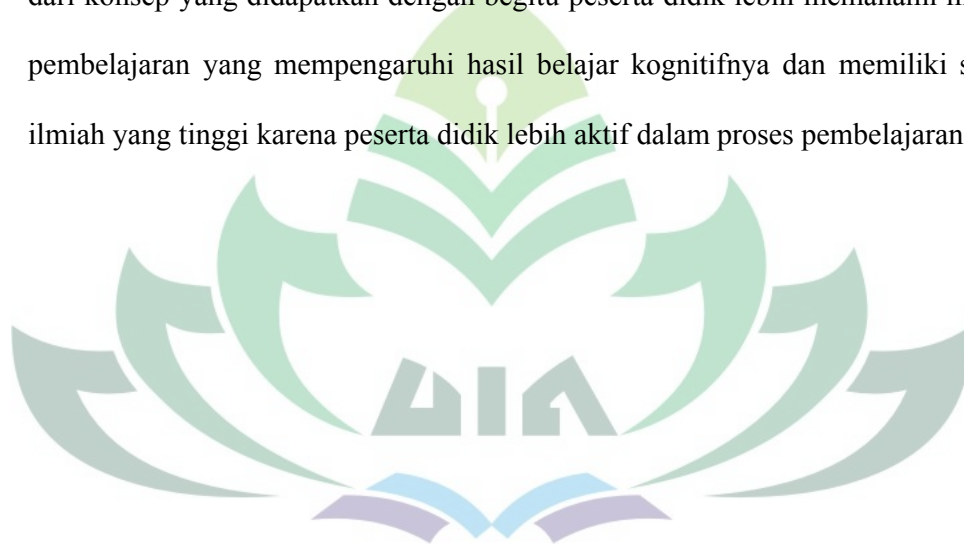 dari konsep yang didapatkan dengan begitu peserta didik lebih memahami
pembelajaran yang mempengaruhi hasil belajar kognitifnya dan memiliki
ilmiah yang tinggi karena peserta didik lebih aktif dalam proses pembelajaran
UIN